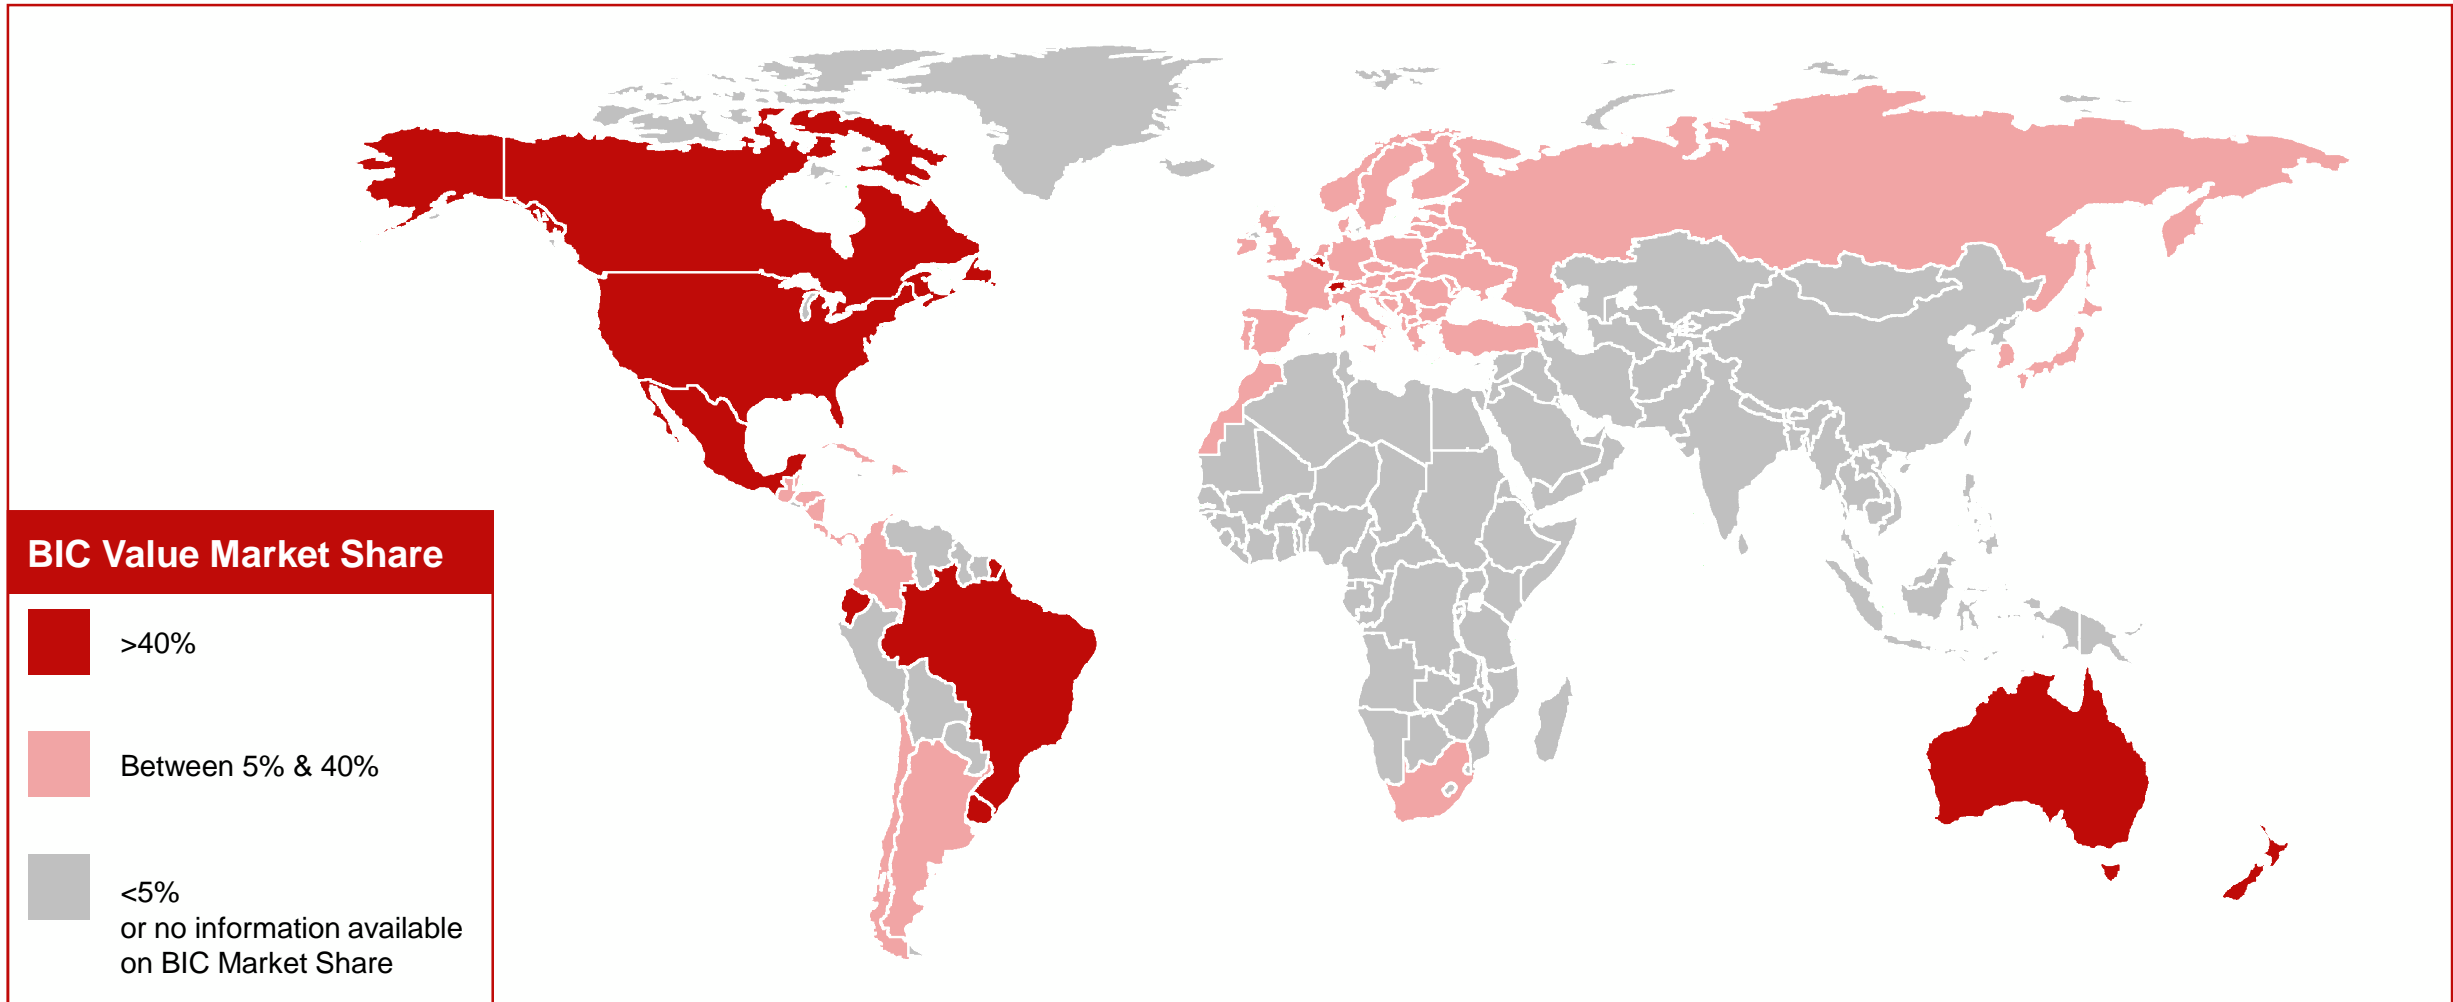 BIC Value Market Share
>40%
Between 5% & 40%
<5%
or no information available
on BIC Market Share